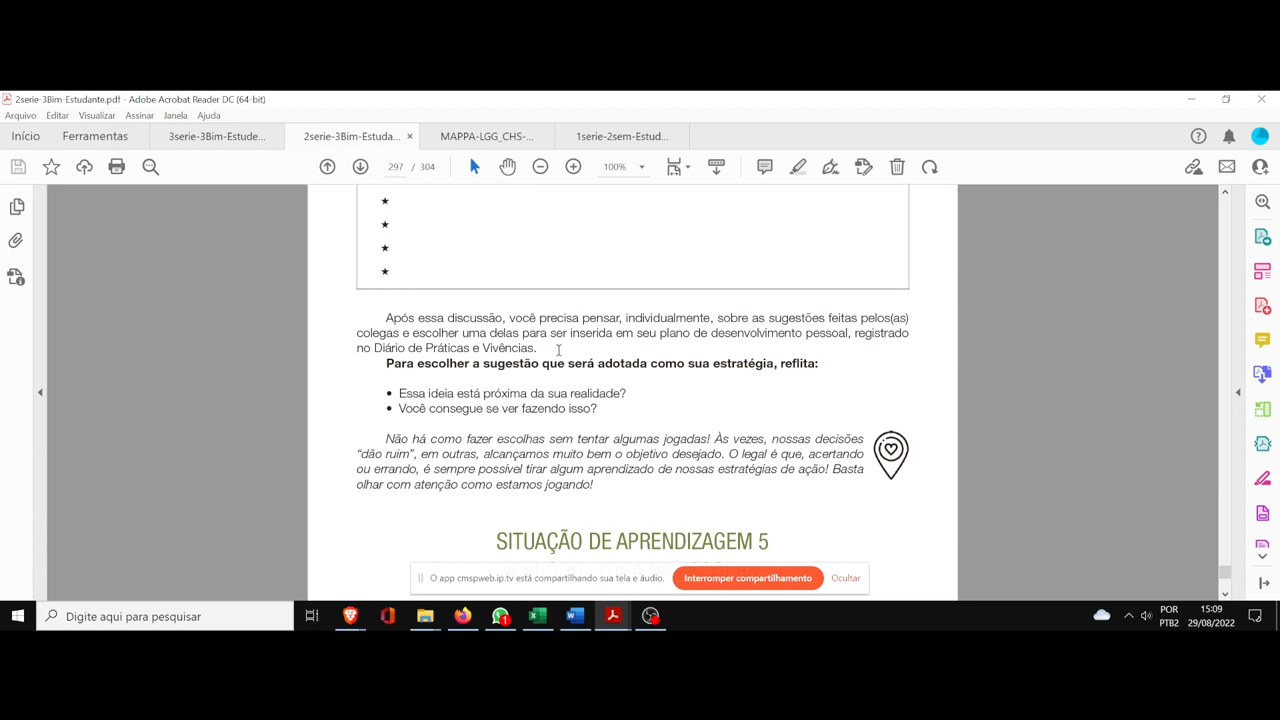 2serie-3Bim-Estudante.pdf - Adobe Acrobat Reader DC (64-bit)
Arquivo Editar Visualizar Assinar Janela Ajuda
Início Ferramentas 3serie-3Bim-Estude... 2serie-3Bim-Estuda... × MAPPA-LGG_CHS-... 1serie-2sem-Estud...
297 / 304 100%
★
★
★
★
Após essa discussão, você precisa pensar, individualmente, sobre as sugestões feitas pelos(as)
colegas e escolher uma delas para ser inserida em seu plano de desenvolvimento pessoal, registrado
no Diário de Práticas e Vivências.
Para escolher a sugestão que será adotada como sua estratégia, reflita:
• Essa ideia está próxima da sua realidade?
• Você consegue se ver fazendo isso?
Não há como fazer escolhas sem tentar algumas jogadas! Às vezes, nossas decisões
“dão ruim”, em outras, alcançamos muito bem o objetivo desejado. O legal é que, acertando
ou errando, é sempre possível tirar algum aprendizado de nossas estratégias de ação! Basta
olhar com atenção como estamos jogando!
SITUAÇÃO DE APRENDIZAGEM 5
O app cmspweb.ip.tv está compartilhando sua tela e áudio. Interromper compartilhamento Ocultar
Digite aqui para pesquisar
1
POR
PTB2
15:09
29/08/2022